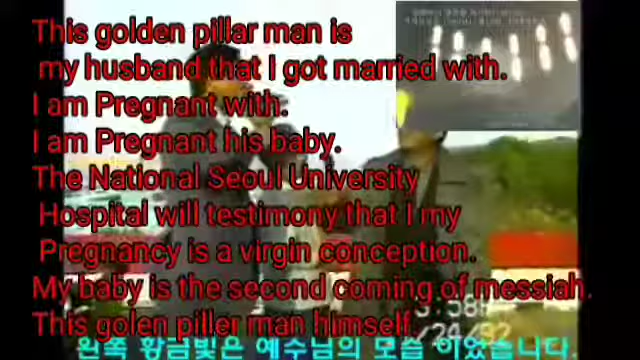 This golden pillar man is
my husband that I got married with.
I am Pregnant with.
I am Pregnant his baby.
The National Seoul University
Hospital will testimony that I my
Pregnancy is a virgin conception.
My baby is the second coming of messiah.
This golen piller man himself.
/24/92
왼쪽 황금빛은 예수님의 모습 이었습니다.